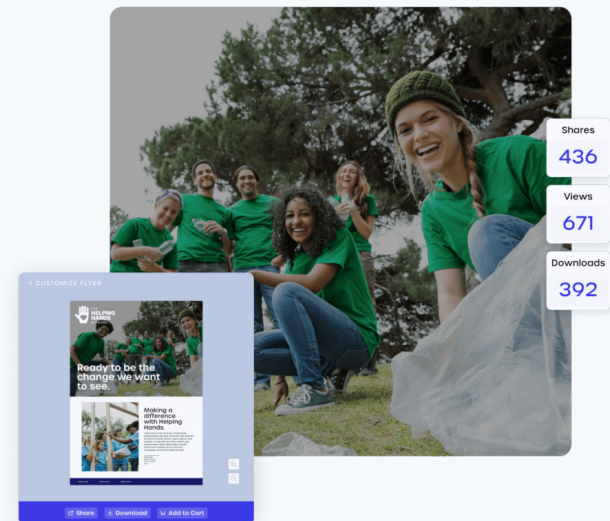 Shares
436
Views
671
Downloads
392
< CUSTOMIZE FLYER
HELPING
HANDS
Ready to be the
change we want
to see.
Making a
difference
with Helping
Hands.
Share
Download
Add to Cart